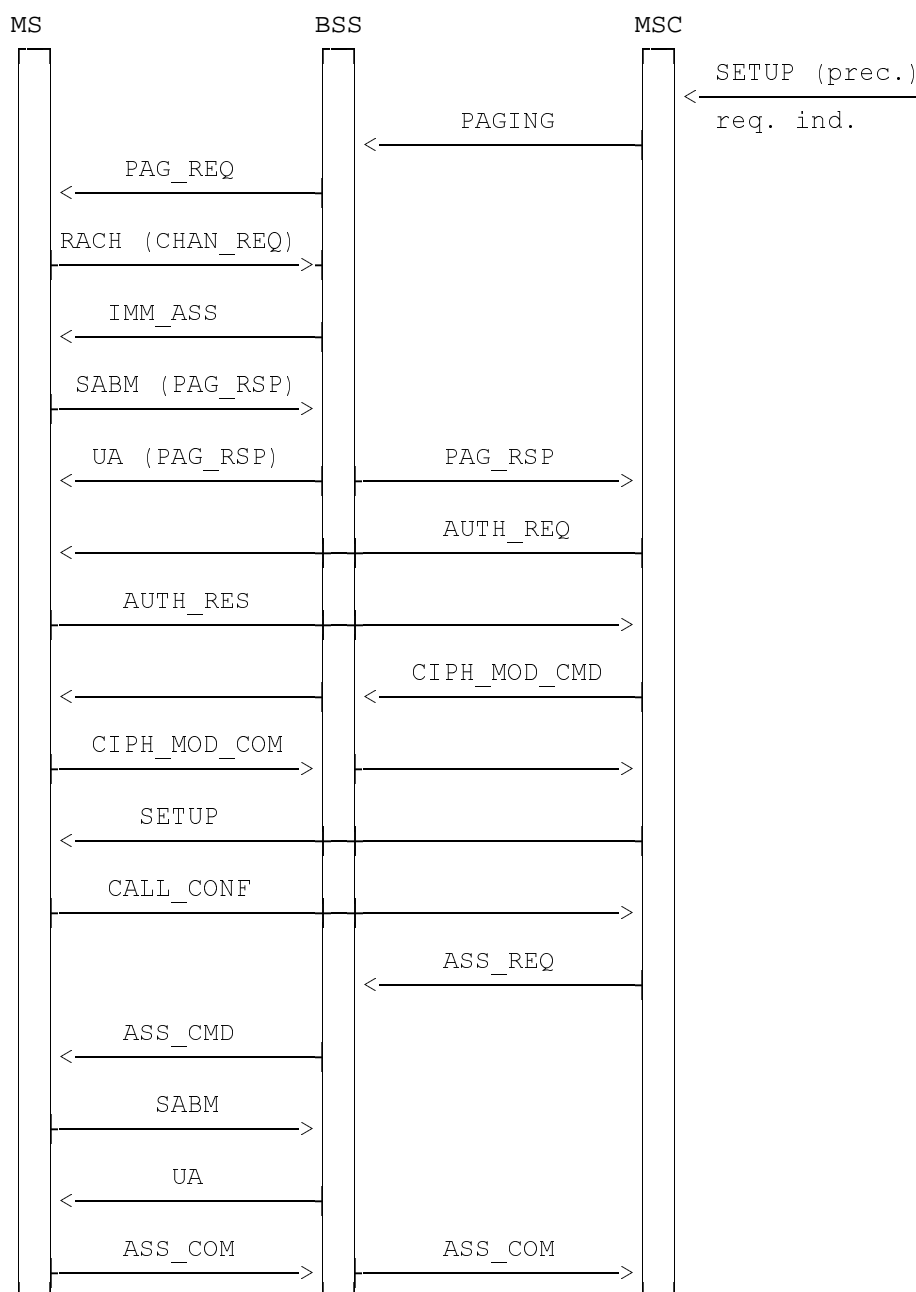 MS BSS MSC
SETUP (prec.)
PAGING
req. ind.
PAG_REQ
RACH (CHAN_REQ)
IMM_ASS
SABM (PAG_RSP)
UA (PAG_RSP) PAG_RSP
AUTH_REQ
AUTH_RES
CIPH_MOD_CMD
CIPH_MOD_COM
SETUP
CALL_CONF
ASS_REQ
ASS_CMD
SABM
UA
ASS_COM ASS_COM